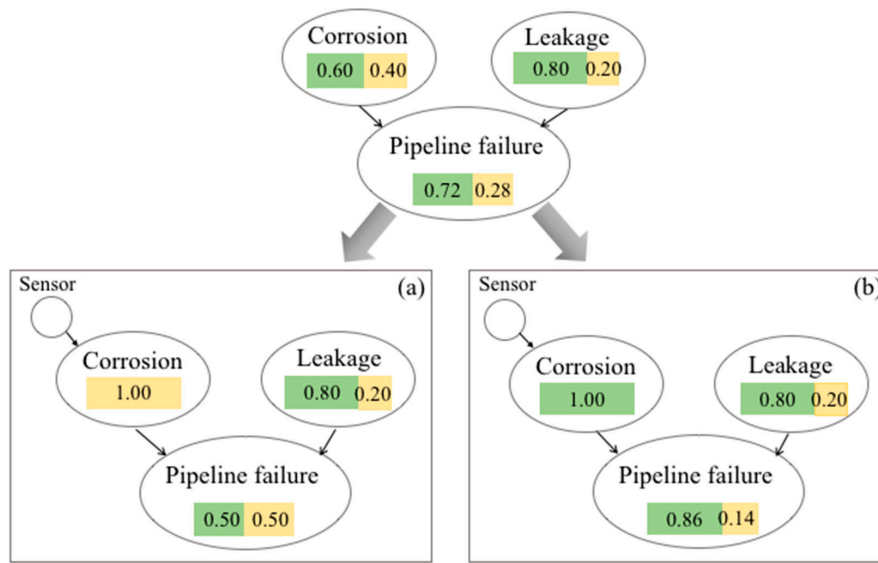 Corrosion
0.60 0.40
Leakage
0.80 0.20
Pipeline failure
0.72 0.28
(a)
Sensor
Corrosion
1.00
Leakage
0.80 0.20
Pipeline failure
0.50 0.50
(b)
Sensor
Corrosion
1.00
Leakage
0.80 0.20
Pipeline failure
0.86 0.14